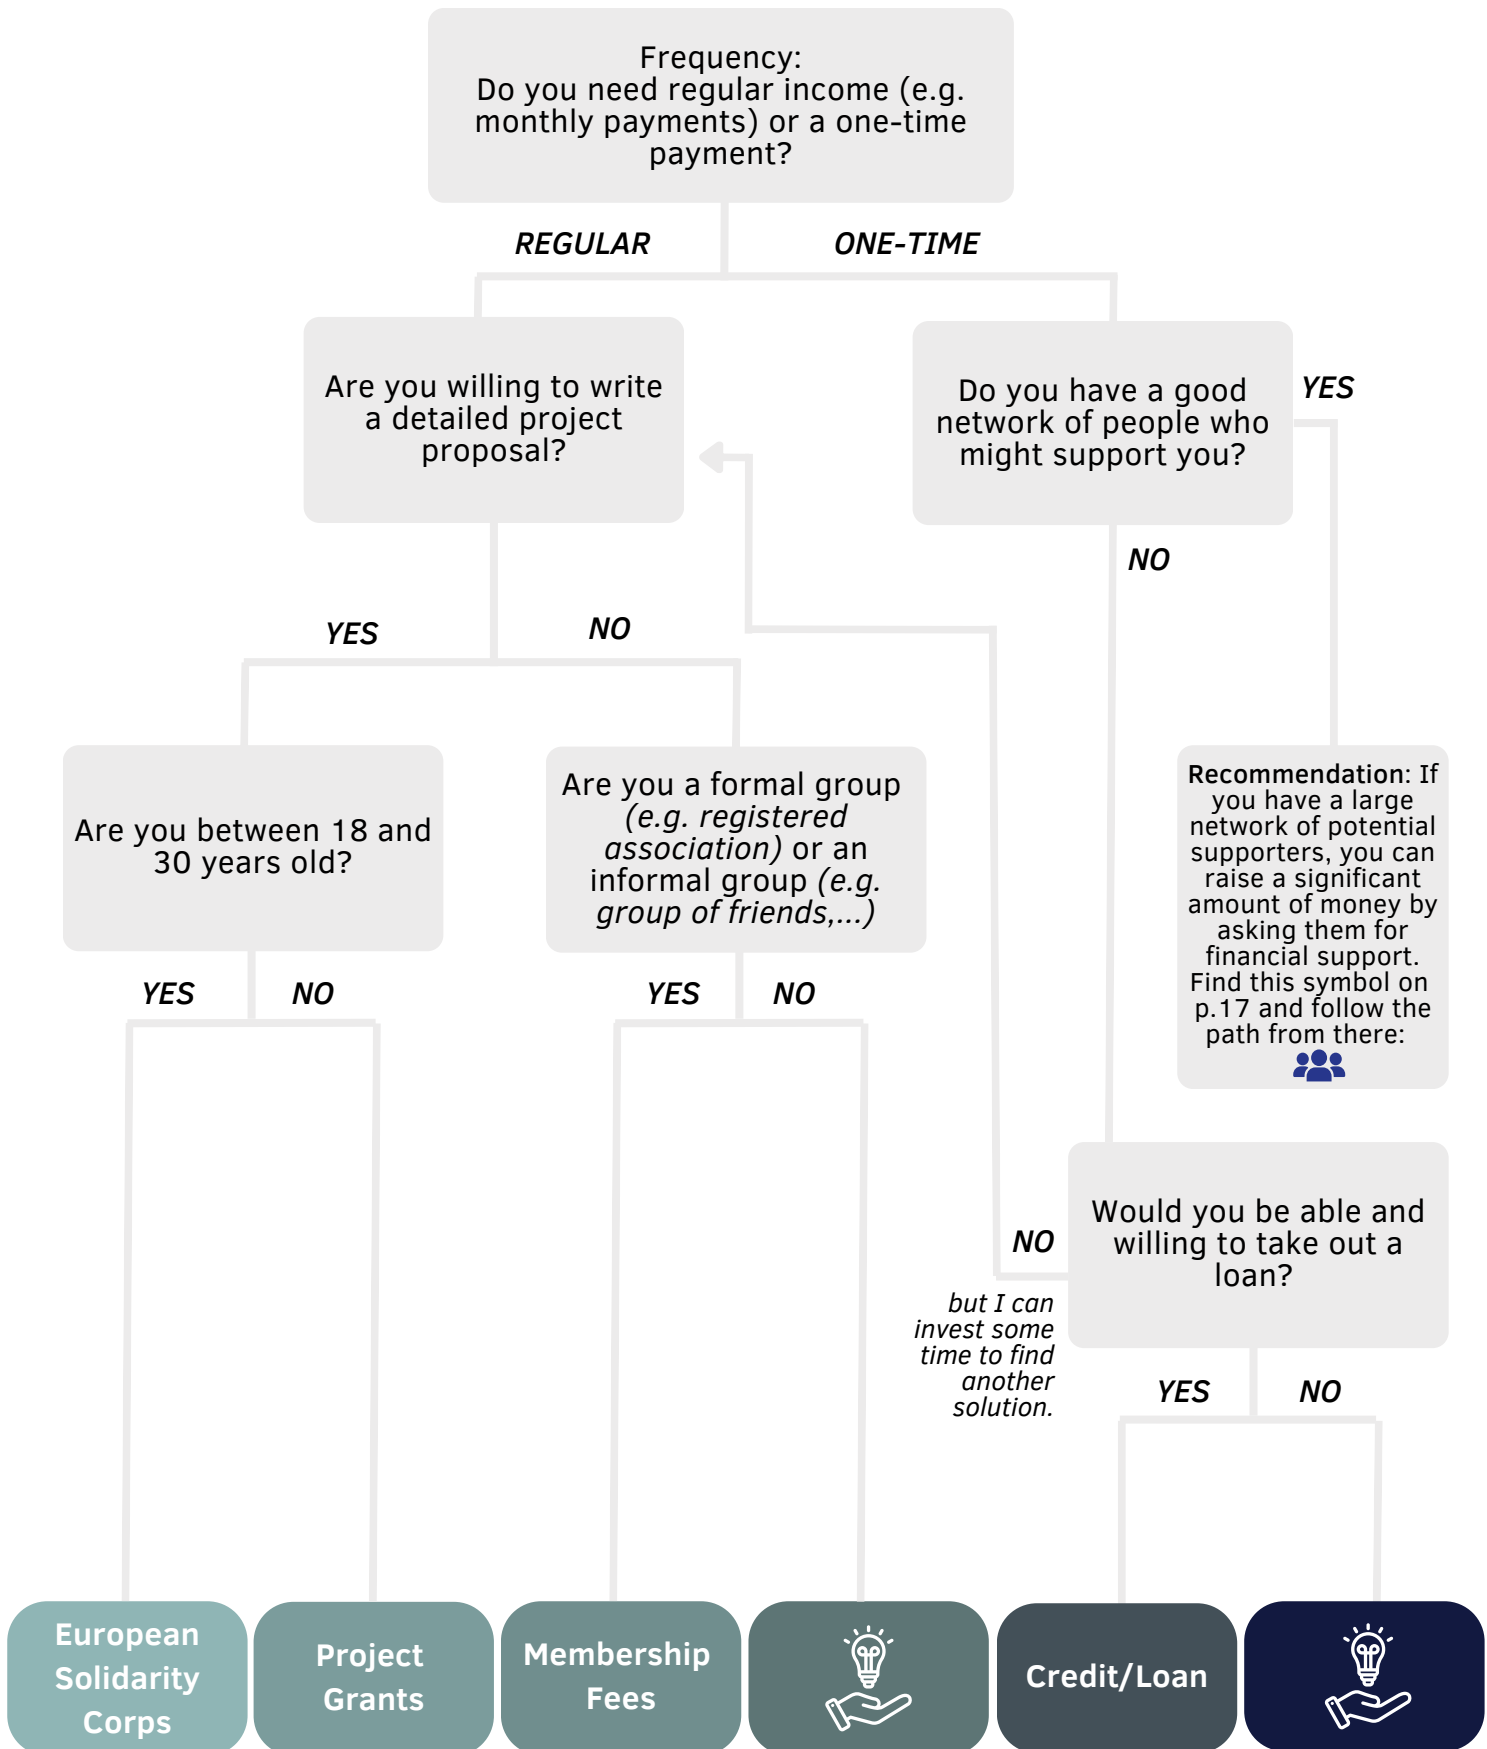 Frequency:
Do you need regular income (e.g.
monthly payments) or a one-time
payment?
REGULAR
ONE-TIME
Are you willing to write
a detailed project
proposal?
Do you have a good
network of people who
might support you?
YES
NO
YES
NO
Are you between 18 and
30 years old?
Are you a formal group
(e.g. registered
association) or an
informal group (e.g.
group of friends,...)
Recommendation: If
you have a large
network of potential
supporters, you can
raise a significant
amount of money by
asking them for
financial support.
Find this symbol on
p.17 and follow the
path from there:
YES
NO
YES
NO
Would you be able and
willing to take out a
loan?
NO
but I can
invest some
time to find
another
solution.
YES
NO
European
Solidarity
Corps
Project
Grants
Membership
Fees
Credit/Loan